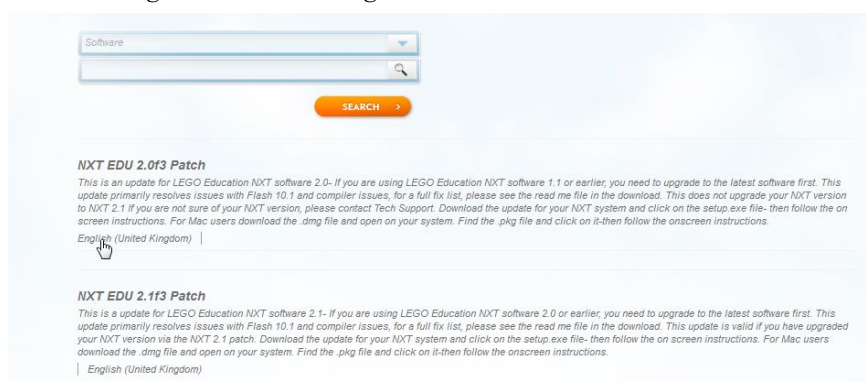 Software
SEARCH
NXT EDU 2.0f3 Patch
This is an update for LEGO Education NXT software 2.0- If you are using LEGO Education NXT software 1.1 or earlier, you need to upgrade to the latest software first. This
update primarily resolves issues with Flash 10.1 and compiler issues, for a full fix list, please see the read me file in the download. This does not upgrade your NXT version
to NXT 2.1 If you are not sure of your NXT version, please contact Tech Support. Download the update for your NXT system and click on the setup.exe file- then follow the on
screen instructions. For Mac users download the .dmg file and open on your system. Find the .pkg file and click on it-then follow the onscreen instructions.
English (United Kingdom)
NXT EDU 2.1f3 Patch
This is a update for LEGO Education NXT software 2.1- If you are using LEGO Education NXT software 2.0 or earlier, you need to upgrade to the latest software first. This
update primarily resolves issues with Flash 10.1 and compiler issues, for a full fix list, please see the read me file in the download. This update is valid if you have upgraded
your NXT version via the NXT 2.1 patch. Download the update for your NXT system and click on the setup.exe file- then follow the on screen instructions. For Mac users
download the .dmg file and open on your system. Find the .pkg file and click on it-then follow the onscreen instructions.
English (United Kingdom)